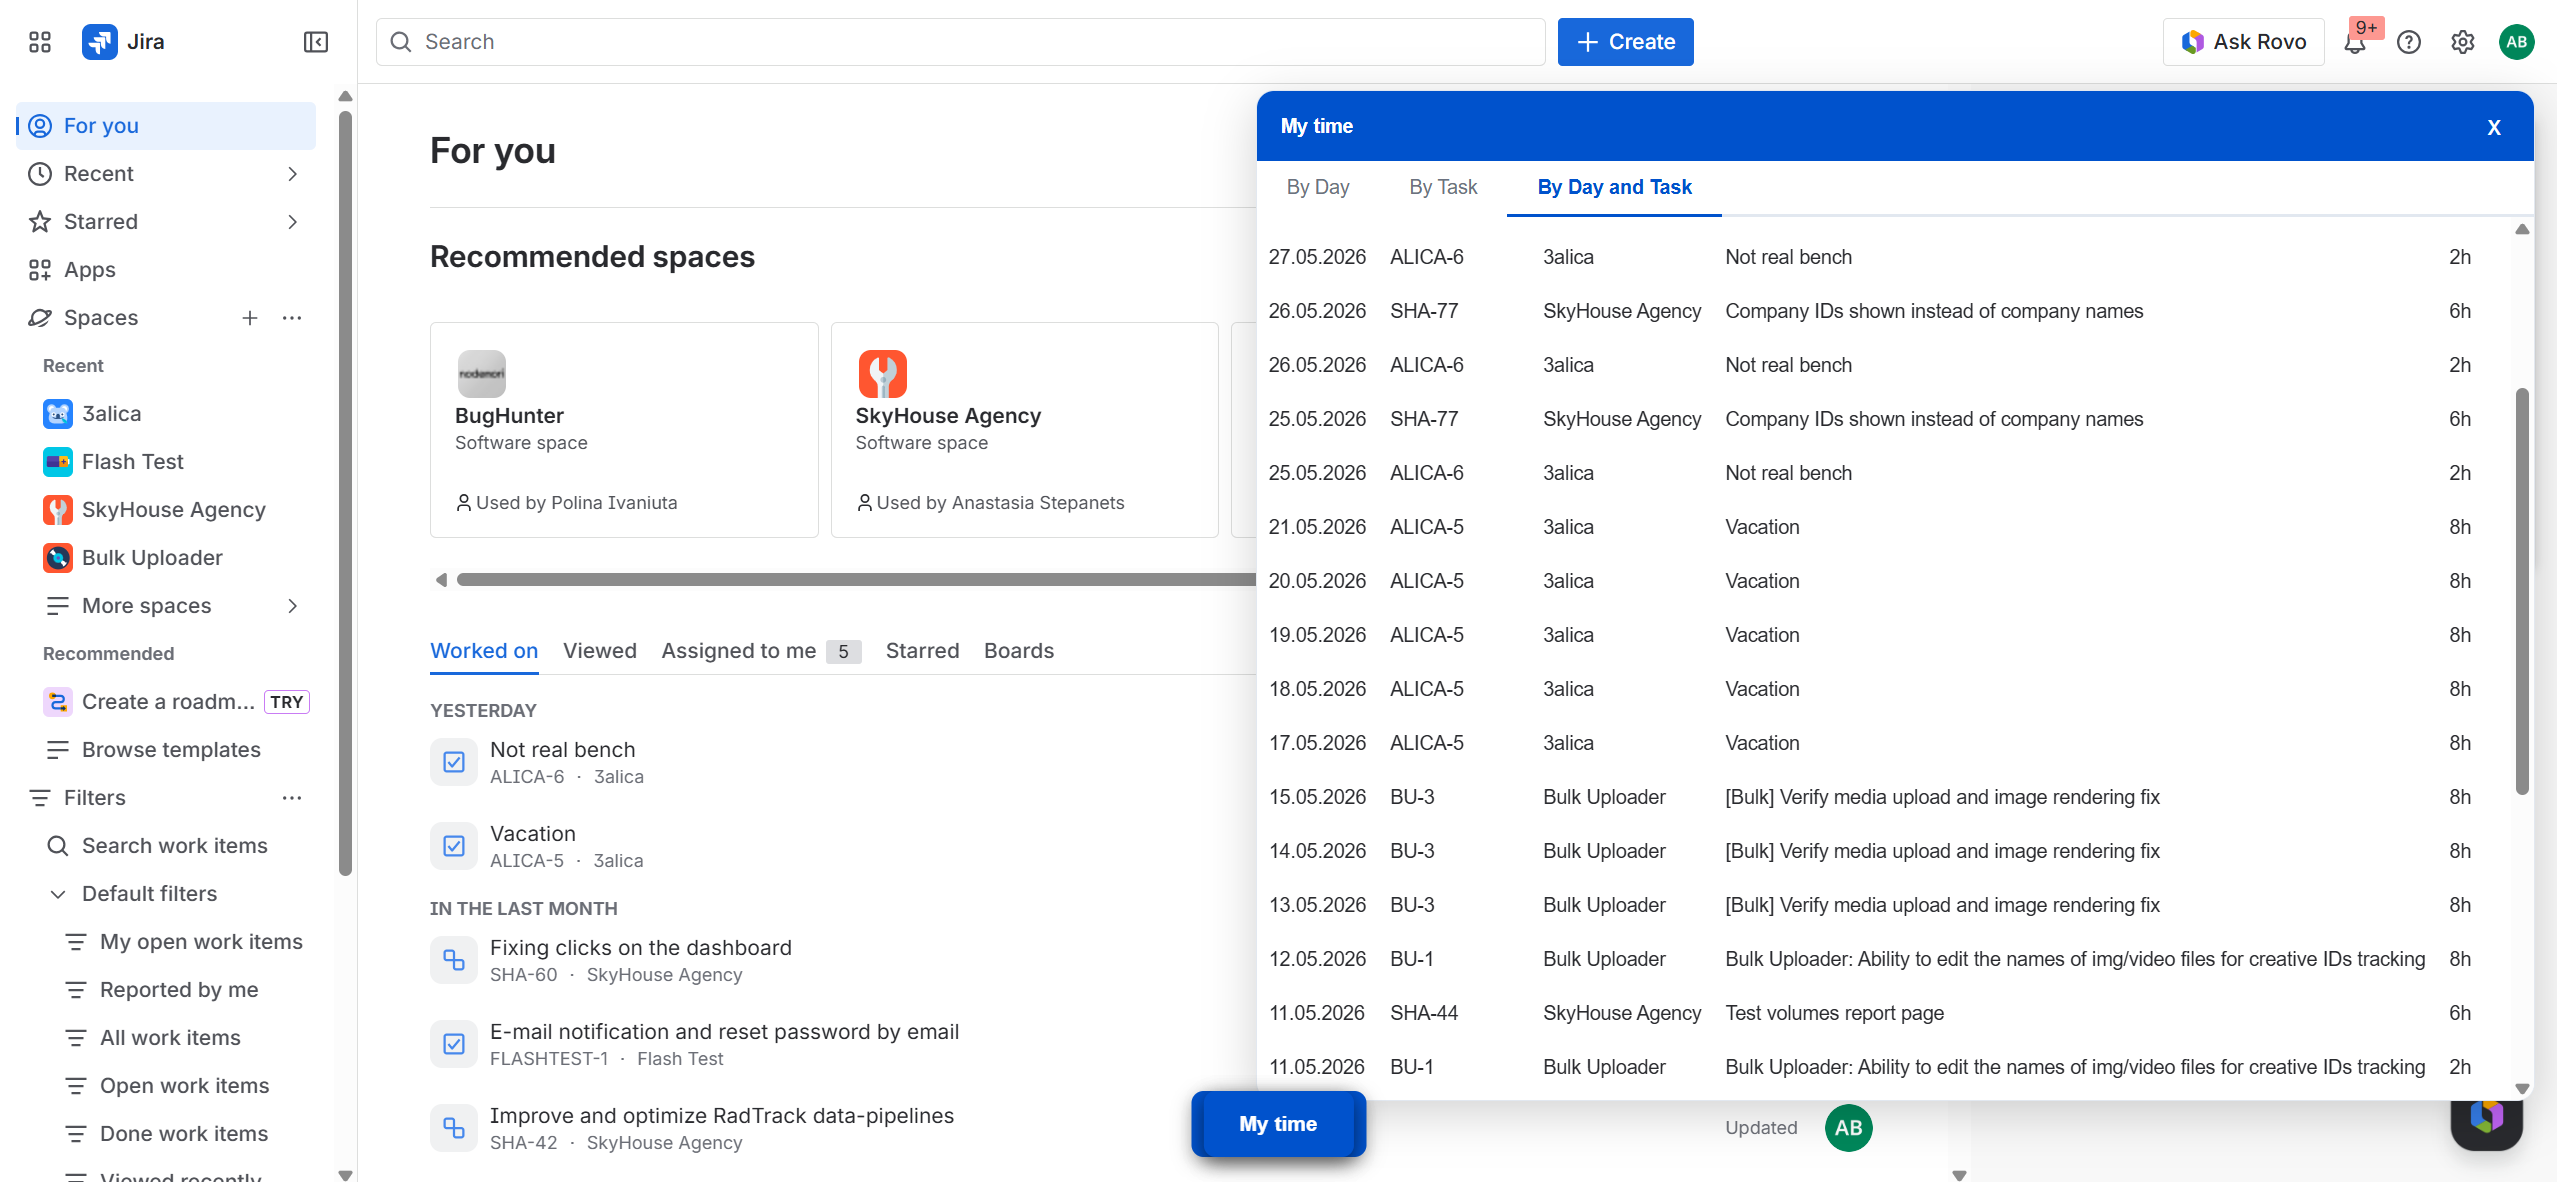 Jira
Search
+ Create
Ask Rovo
9+
AB
For you
Recent
Starred
Apps
Spaces
Recent
3alica
Flash Test
SkyHouse Agency
Bulk Uploader
More spaces
Recommended
Create a roadm... TRY
Browse templates
Filters
Search work items
Default filters
My open work items
Reported by me
All work items
Open work items
Done work items
Viewed recently
For you
Recommended spaces
nodenori
BugHunter
Software space
Used by Polina Ivaniuta
SkyHouse Agency
Software space
Used by Anastasia Stepanets
Worked on Viewed Assigned to me 5 Starred Boards
YESTERDAY
Not real bench
ALICA-6 · 3alica
Vacation
ALICA-5 · 3alica
IN THE LAST MONTH
Fixing clicks on the dashboard
SHA-60 · SkyHouse Agency
E-mail notification and reset password by email
FLASHTEST-1 · Flash Test
Improve and optimize RadTrack data-pipelines
SHA-42 · SkyHouse Agency
Updated AB
My time X
By Day By Task By Day and Task
27.05.2026 ALICA-6 3alica Not real bench 2h
26.05.2026 SHA-77 SkyHouse Agency Company IDs shown instead of company names 6h
26.05.2026 ALICA-6 3alica Not real bench 2h
25.05.2026 SHA-77 SkyHouse Agency Company IDs shown instead of company names 6h
25.05.2026 ALICA-6 3alica Not real bench 2h
21.05.2026 ALICA-5 3alica Vacation 8h
20.05.2026 ALICA-5 3alica Vacation 8h
19.05.2026 ALICA-5 3alica Vacation 8h
18.05.2026 ALICA-5 3alica Vacation 8h
17.05.2026 ALICA-5 3alica Vacation 8h
15.05.2026 BU-3 Bulk Uploader [Bulk] Verify media upload and image rendering fix 8h
14.05.2026 BU-3 Bulk Uploader [Bulk] Verify media upload and image rendering fix 8h
13.05.2026 BU-3 Bulk Uploader [Bulk] Verify media upload and image rendering fix 8h
12.05.2026 BU-1 Bulk Uploader Bulk Uploader: Ability to edit the names of img/video files for creative IDs tracking 8h
11.05.2026 SHA-44 SkyHouse Agency Test volumes report page 6h
11.05.2026 BU-1 Bulk Uploader Bulk Uploader: Ability to edit the names of img/video files for creative IDs tracking 2h
My time